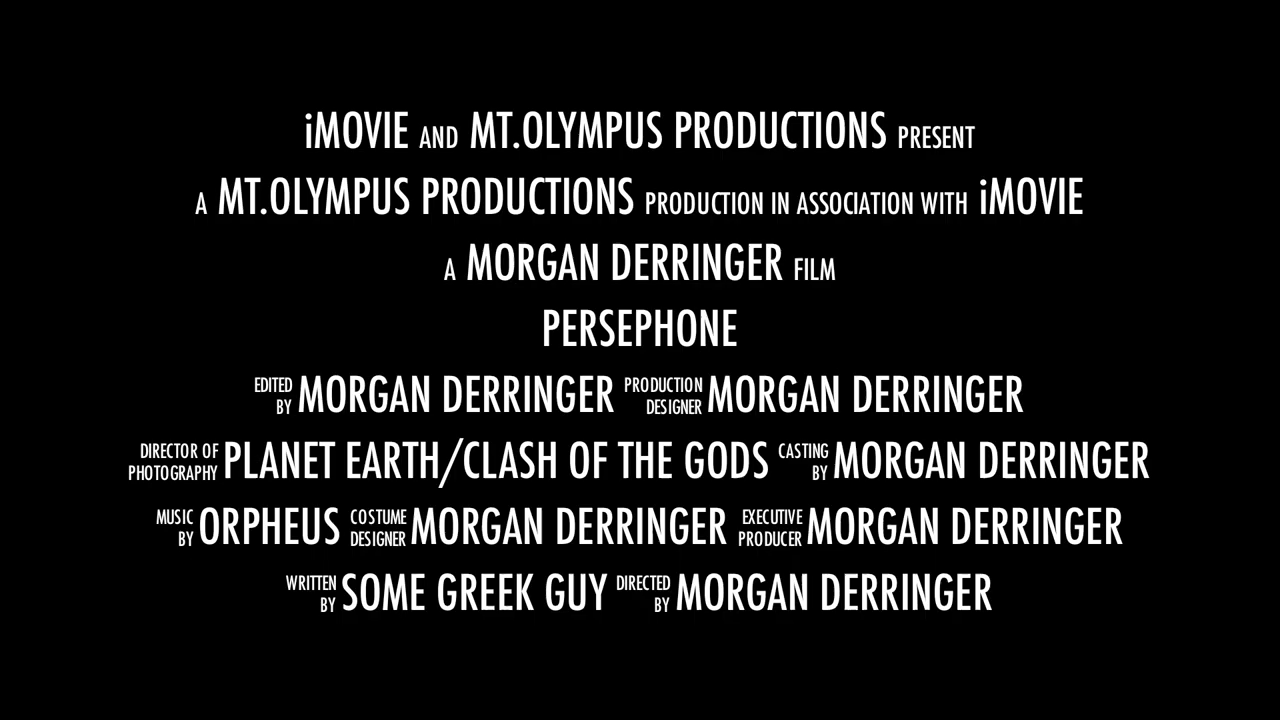 iMOVIE AND MT.OLYMPUS PRODUCTIONS PRESENT
A MT.OLYMPUS PRODUCTIONS PRODUCTION IN ASSOCIATION WITH iMOVIE
A MORGAN DERRINGER FILM
PERSEPHONE
EDITED BY MORGAN DERRINGER PRODUCTION DESIGNER MORGAN DERRINGER
DIRECTOR OF PHOTOGRAPHY PLANET EARTH/CLASH OF THE GODS CASTING BY MORGAN DERRINGER
MUSIC BY ORPHEUS COSTUME DESIGNER MORGAN DERRINGER EXECUTIVE PRODUCER MORGAN DERRINGER
WRITTEN BY SOME GREEK GUY DIRECTED BY MORGAN DERRINGER